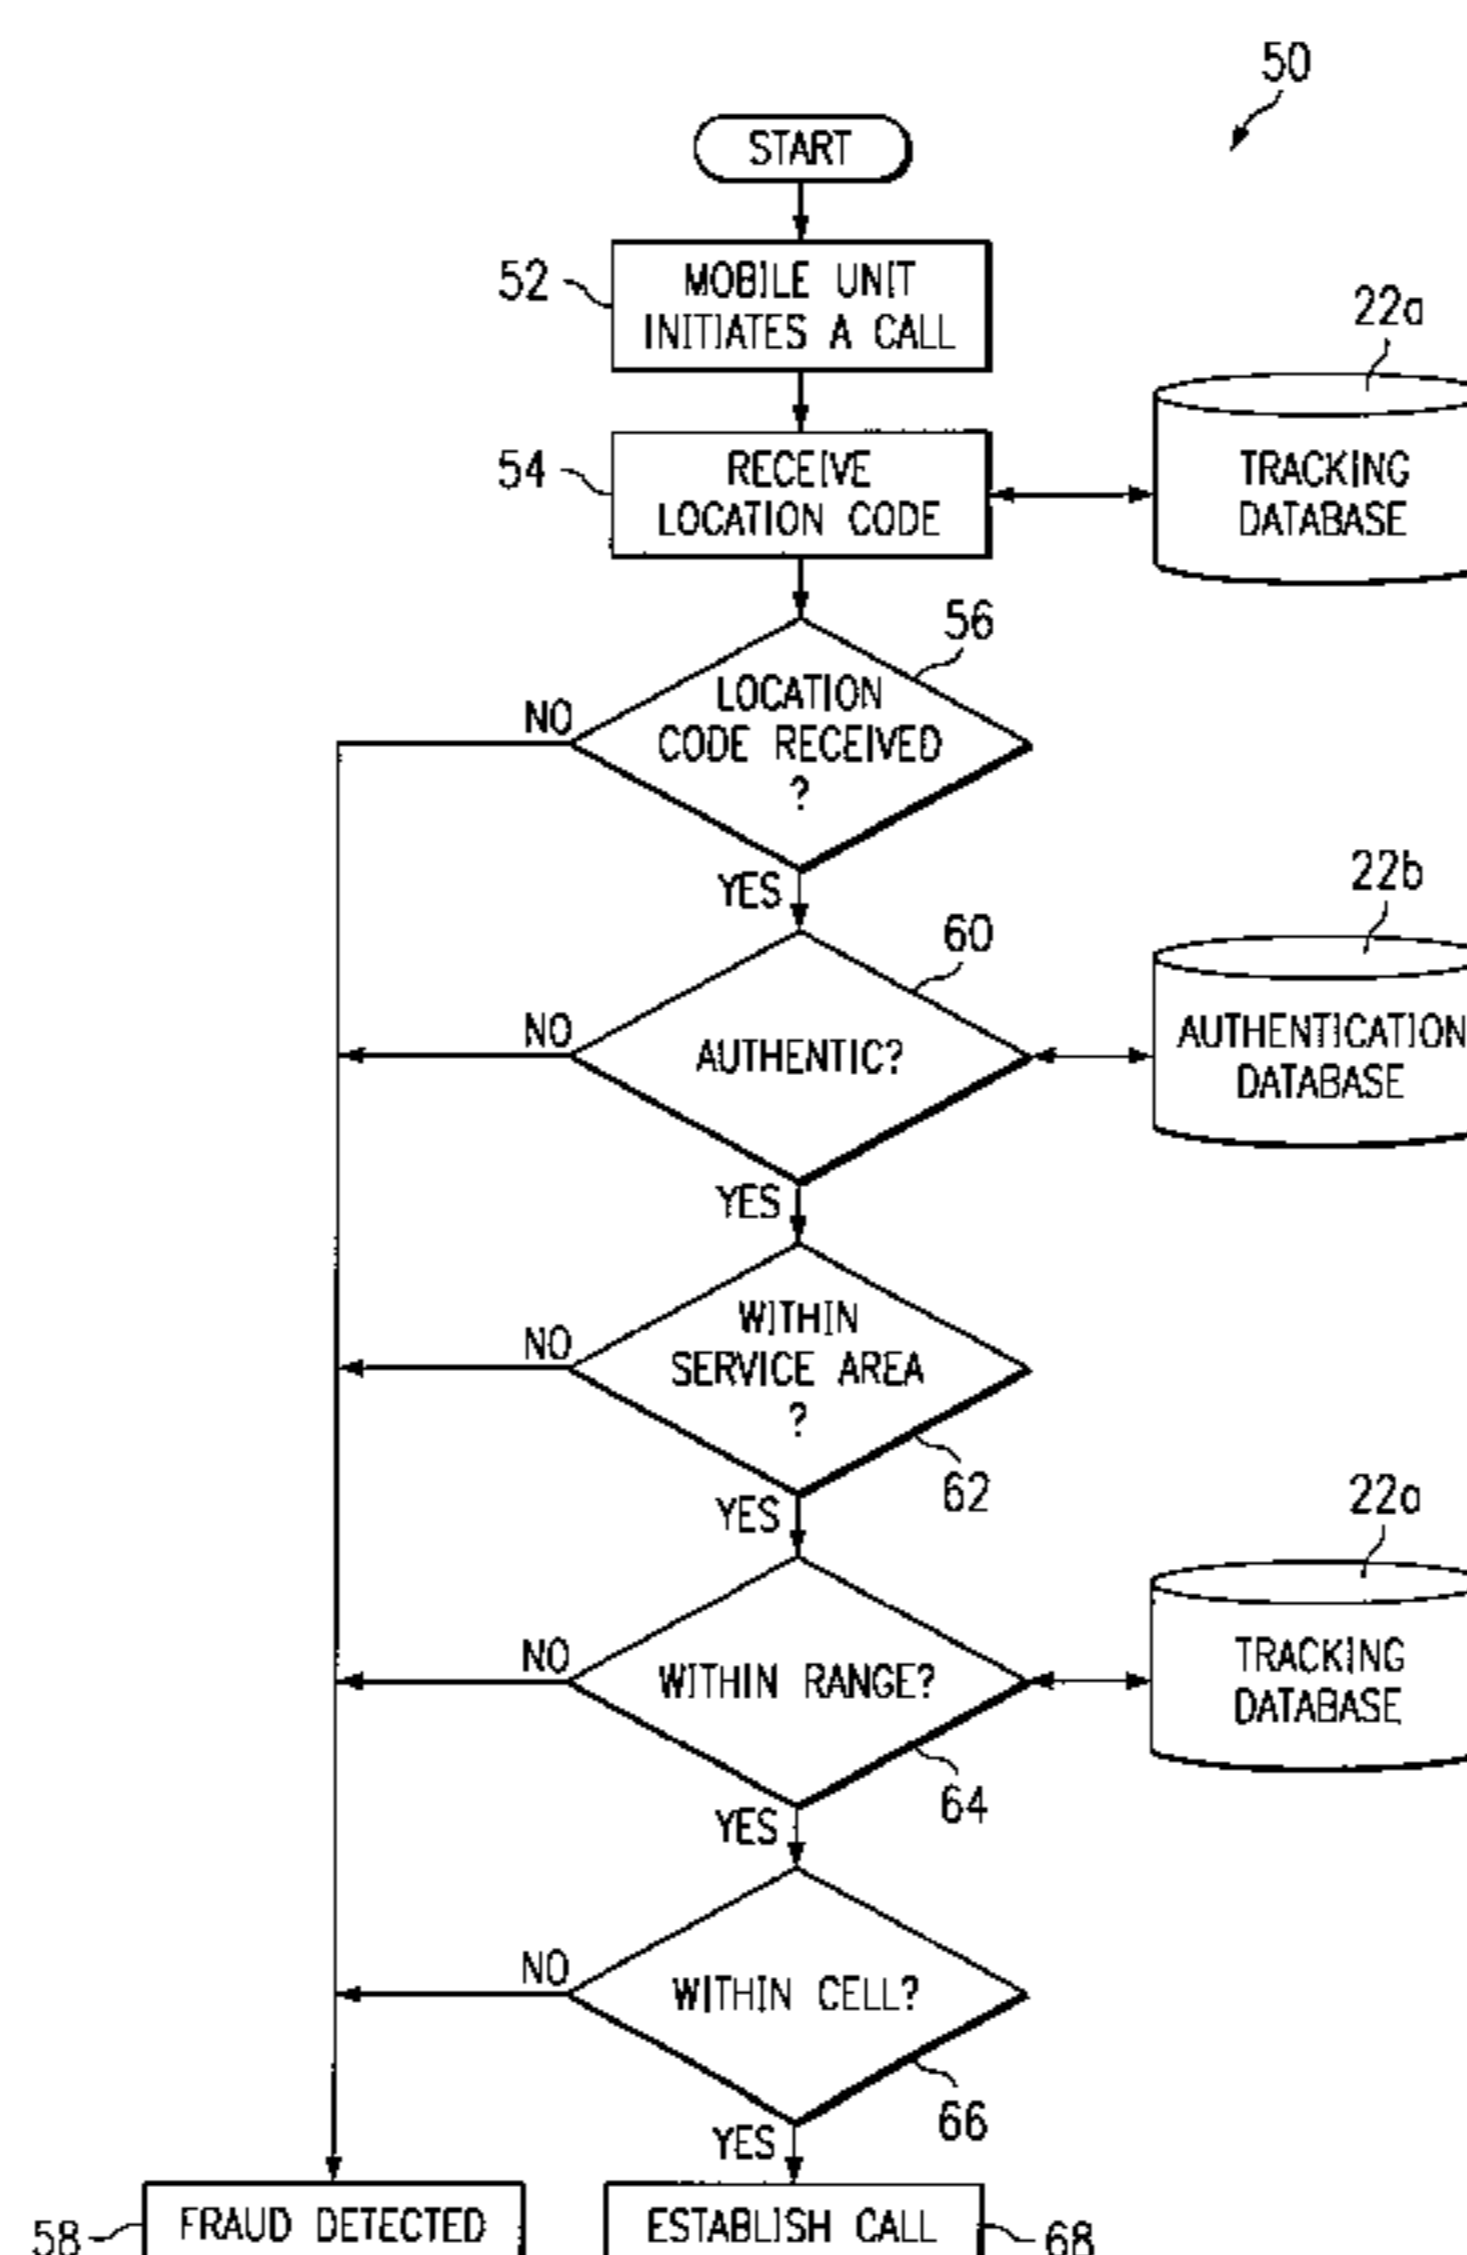 50
START
52
MOBILE UNIT
INITIATES A CALL
22a
54
RECEIVE
LOCATION CODE
TRACKING
DATABASE
56
LOCATION
CODE RECEIVED
?
NO
YES
22b
60
AUTHENTIC?
NO
AUTHENTICATION
DATABASE
YES
WITHIN
SERVICE AREA
?
NO
62
YES
22a
WITHIN RANGE?
NO
TRACKING
DATABASE
64
YES
WITHIN CELL?
NO
66
YES
58
FRAUD DETECTED
ESTABLISH CALL
68